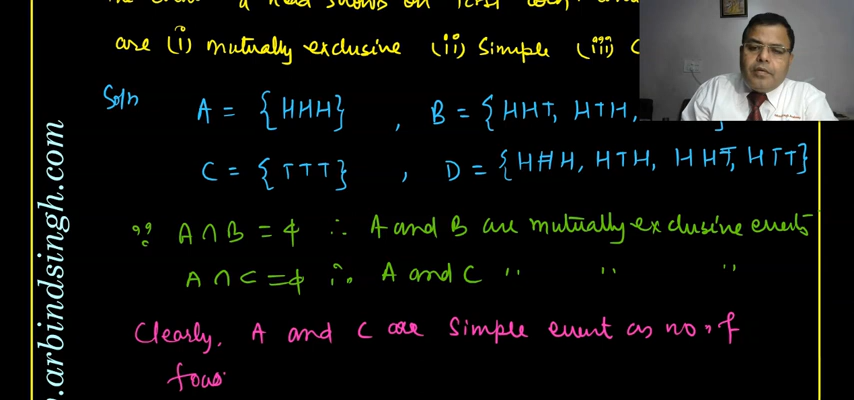 are (i) mutually exclusive (ii) Simple (iii) C
Soln A = {HHH} , B = {HHT, HTH,
C = {TTT} , D = {HHH, HTH, HHT, HTT}
∵ A∩B = ϕ ∴ A and B are mutually exclusive events
A∩C = ϕ ∴ A and C " " "
Clearly, A and C are Simple event as no. of
.arbindsingh.com